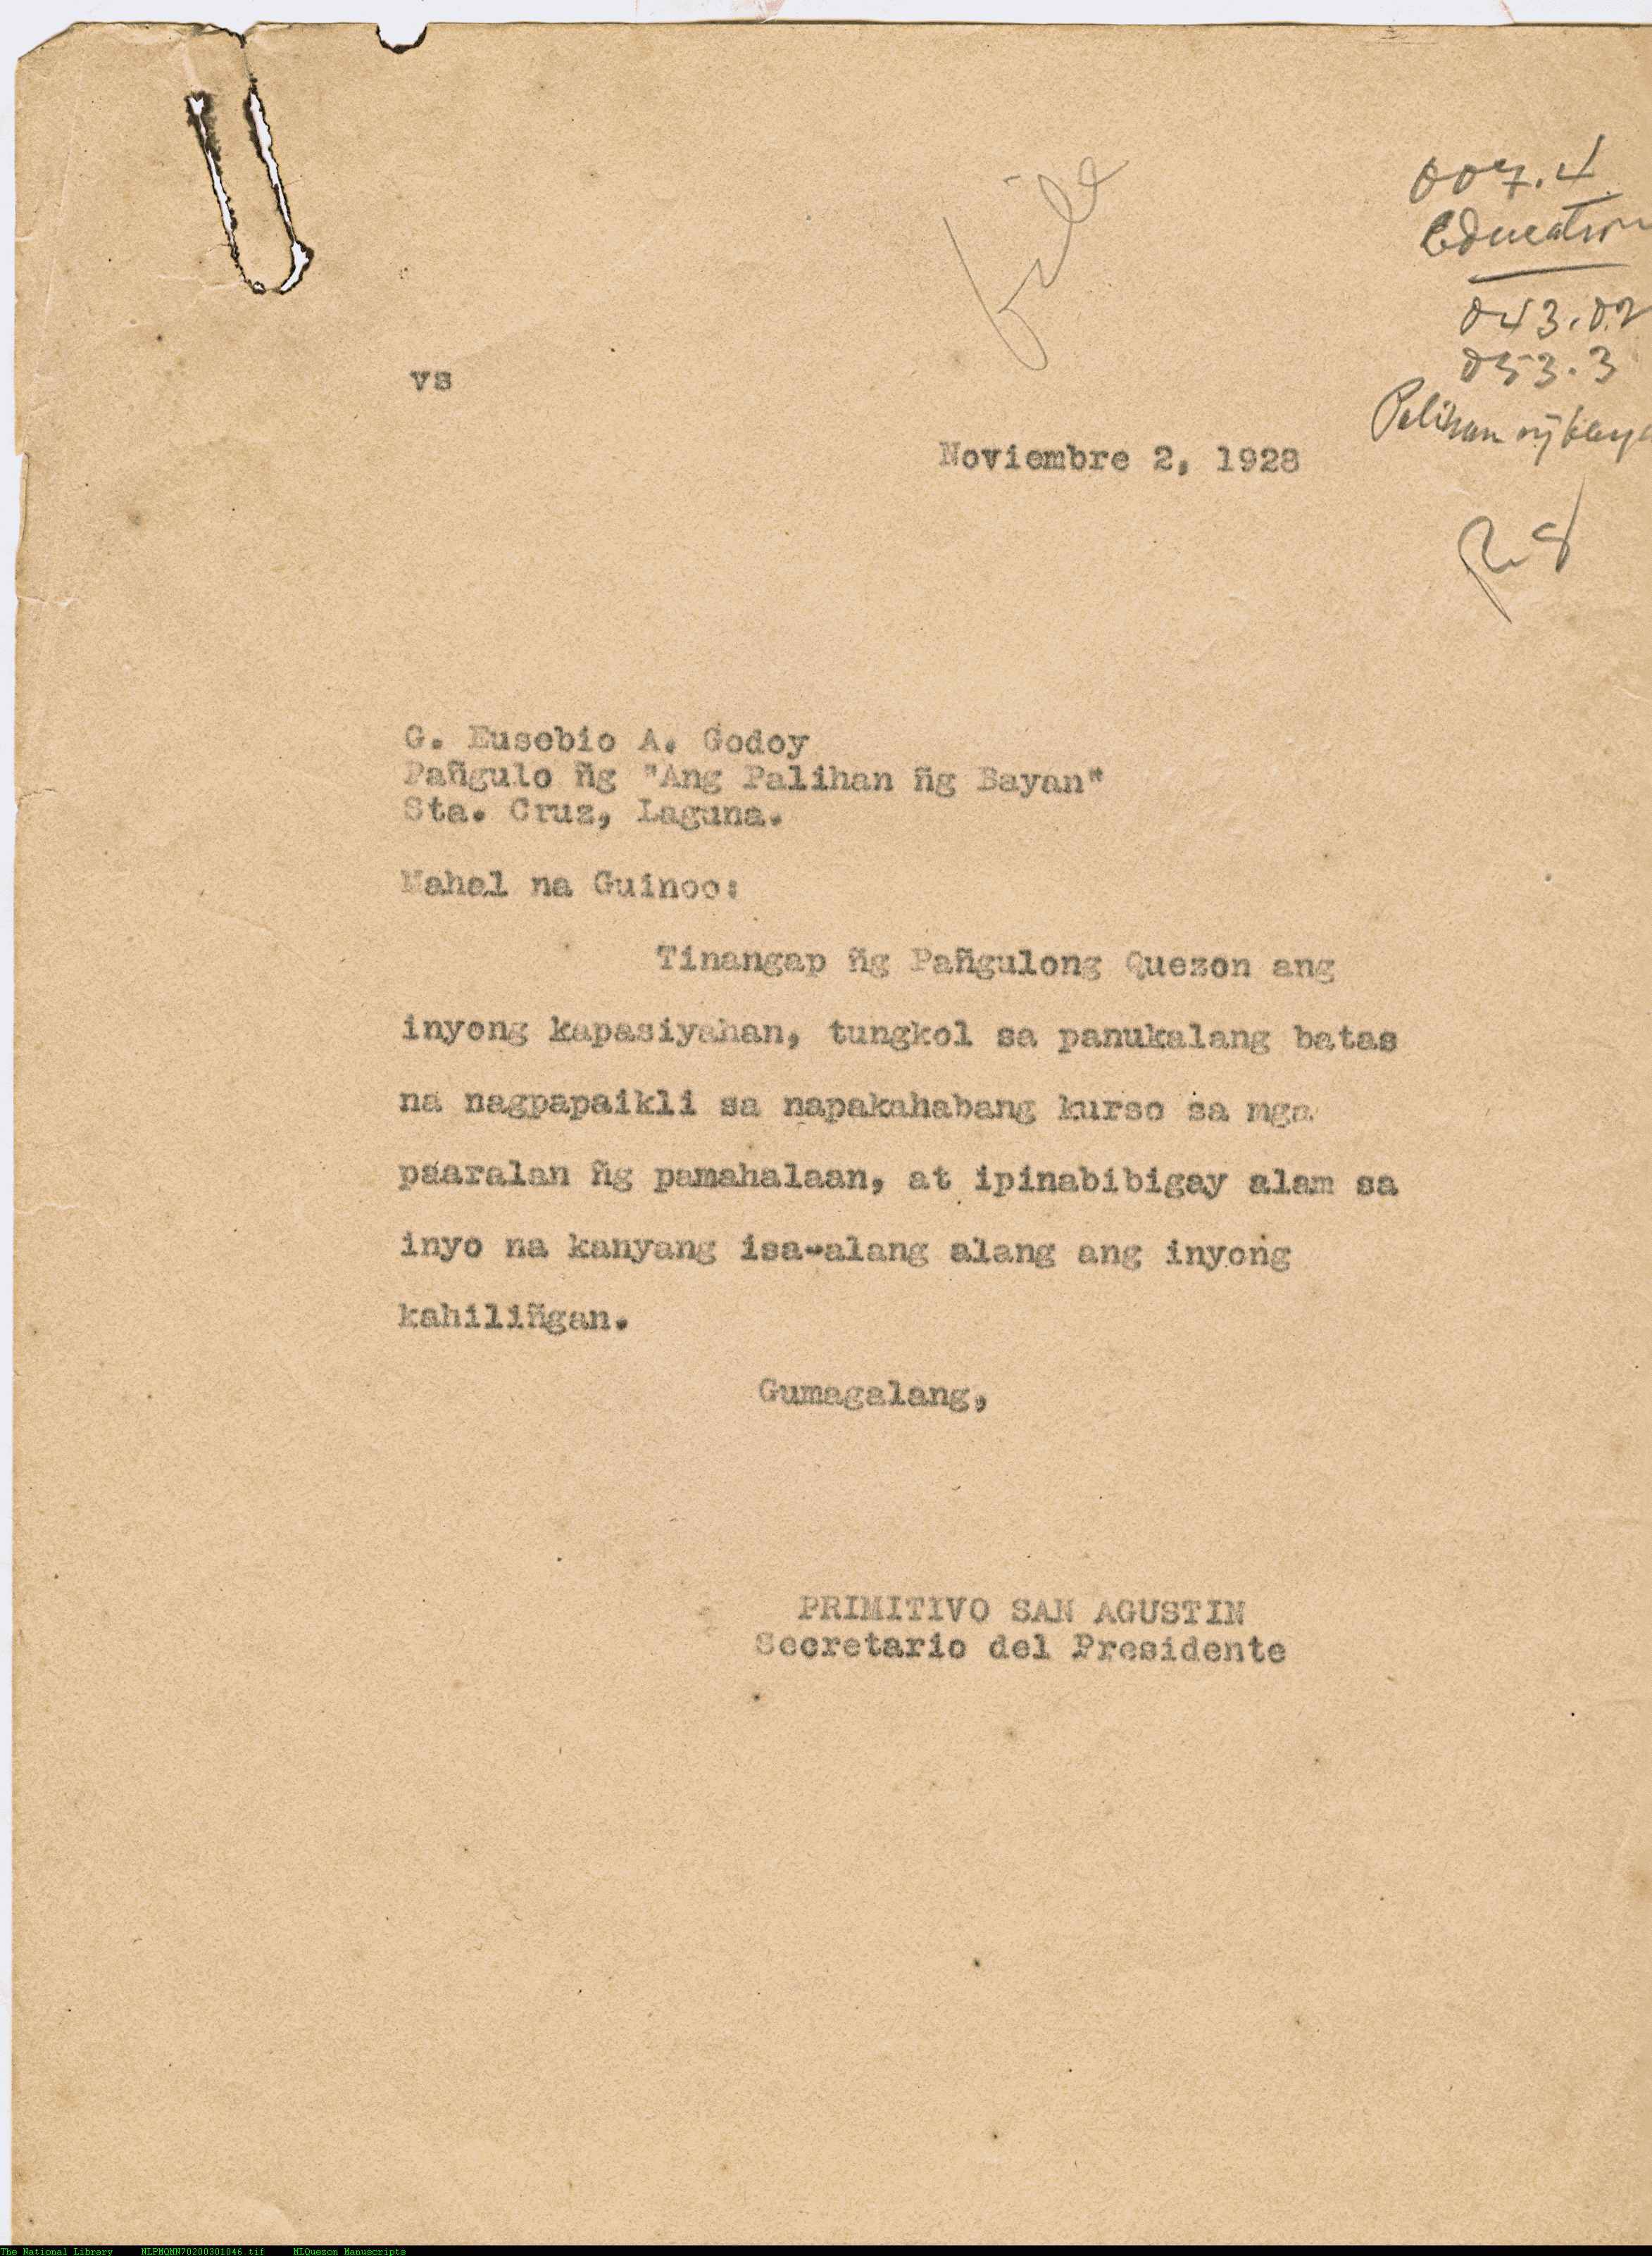 file
007.4
Education
043.02
053.3
Palihan ng Baya
vs
Noviembre 2, 1928
G. Eusebio A. Godoy
Pañgulo ñg "Ang Palihan ñg Bayan"
Sta. Cruz, Laguna.
Mahal na Guinoo:
Tinangap ñg Pañgulong Quezon ang
inyong kapasiyahan, tungkol sa panukalang batas
na nagpapaikli sa napakahabang kurso sa mga
paaralan ñg pamahalaan, at ipinabibigay alam sa
inyo na kanyang isa-alang alang ang inyong
kahiliñgan.
Gumagalang,
PRIMITIVO SAN AGUSTIN
Secretario del Presidente
The National Library NLPMQMN70200301046.tif MLQuezon Manuscripts